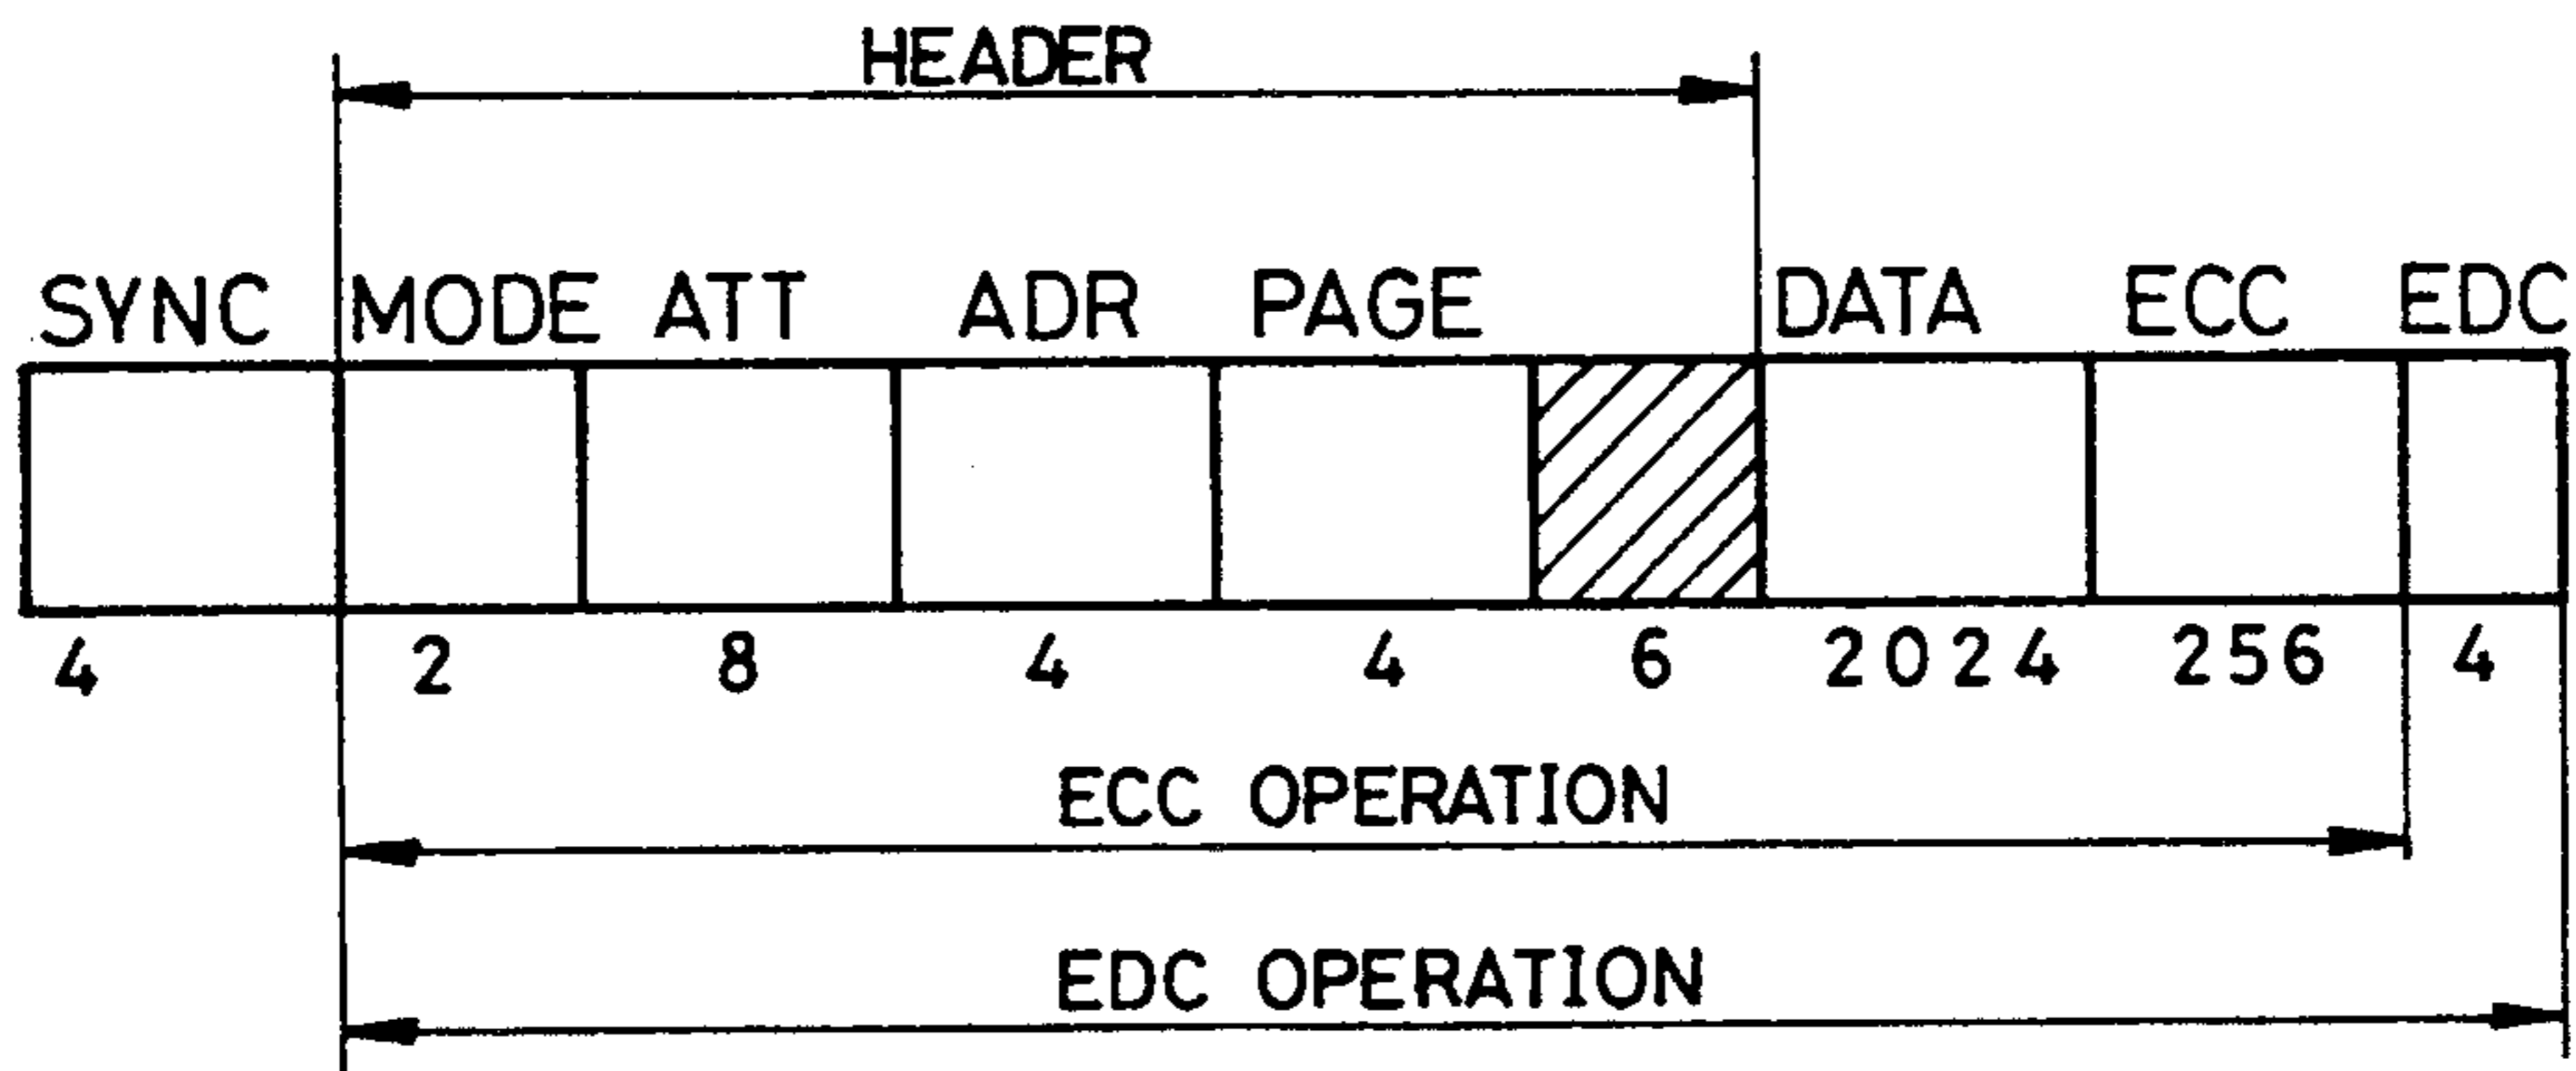 HEADER
SYNC MODE ATT ADR PAGE DATA ECC EDC
4 2 8 4 4 6 2024 256 4
ECC OPERATION
EDC OPERATION